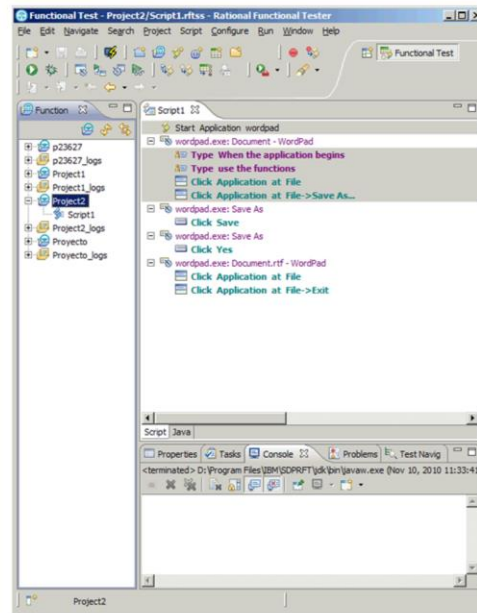 Functional Test - Project2/Script1.rftss - Rational Functional Tester
File Edit Navigate Search Project Script Configure Run Window Help
Functional Test
Function
p23627
p23627_logs
Project1
Project1_logs
Project2
Script1
Project2_logs
Proyecto
Proyecto_logs
Script1
Start Application wordpad
wordpad.exe: Document - WordPad
Type When the application begins
Type use the functions
Click Application at File
Click Application at File->Save As...
wordpad.exe: Save As
Click Save
wordpad.exe: Save As
Click Yes
wordpad.exe: Document.rtf - WordPad
Click Application at File
Click Application at File->Exit
Script Java
Properties Tasks Console Problems Test Navig
<terminated> D:\Program Files\IBM\SDPRFT\jdk\bin\javaw.exe (Nov 10, 2010 11:33:41
Project2